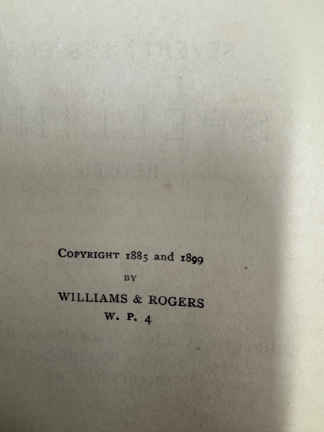 Copyright 1885 and 1899
BY
WILLIAMS & ROGERS
W. P. 4